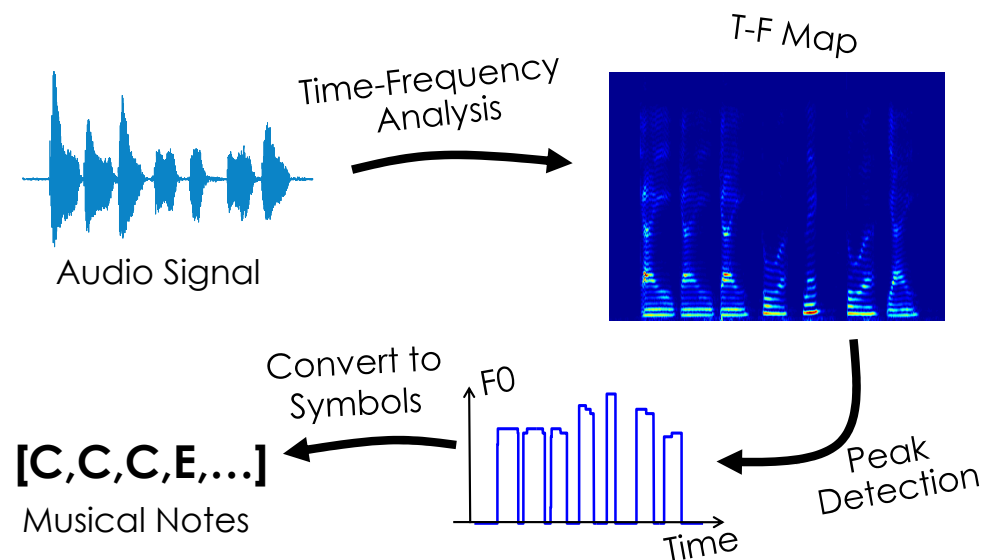 T-F Map
Time-Frequency
Analysis
Audio Signal
Convert to
Symbols
F0
[C,C,C,E,...]
Musical Notes
Peak
Detection
Time